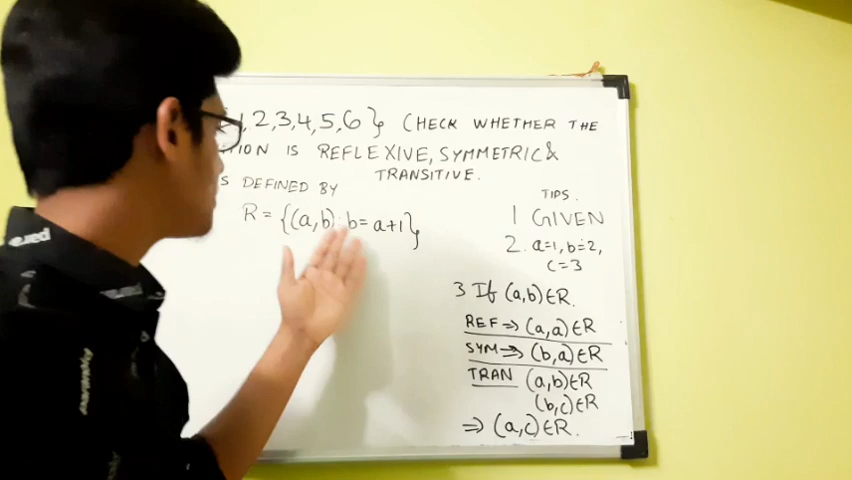 1,2,3,4,5,6} CHECK WHETHER THE
TION IS REFLEXIVE, SYMMETRIC &
TRANSITIVE.
S DEFINED BY
R = {(a,b): b= a+1}
TIPS.
1 GIVEN
2. a=1, b=2,
c=3
3 If (a,b)∈R.
REF ⇒ (a,a)∈R
SYM ⇒ (b,a)∈R
TRAN (a,b)∈R
(b,c)∈R
⇒ (a,c)∈R.